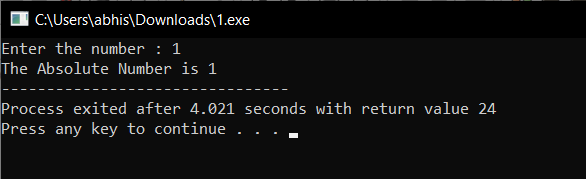 C:\Users\abhis\Downloads\1.exe
Enter the number : 1
The Absolute Number is 1
--------------------------------
Process exited after 4.021 seconds with return value 24
Press any key to continue . . .